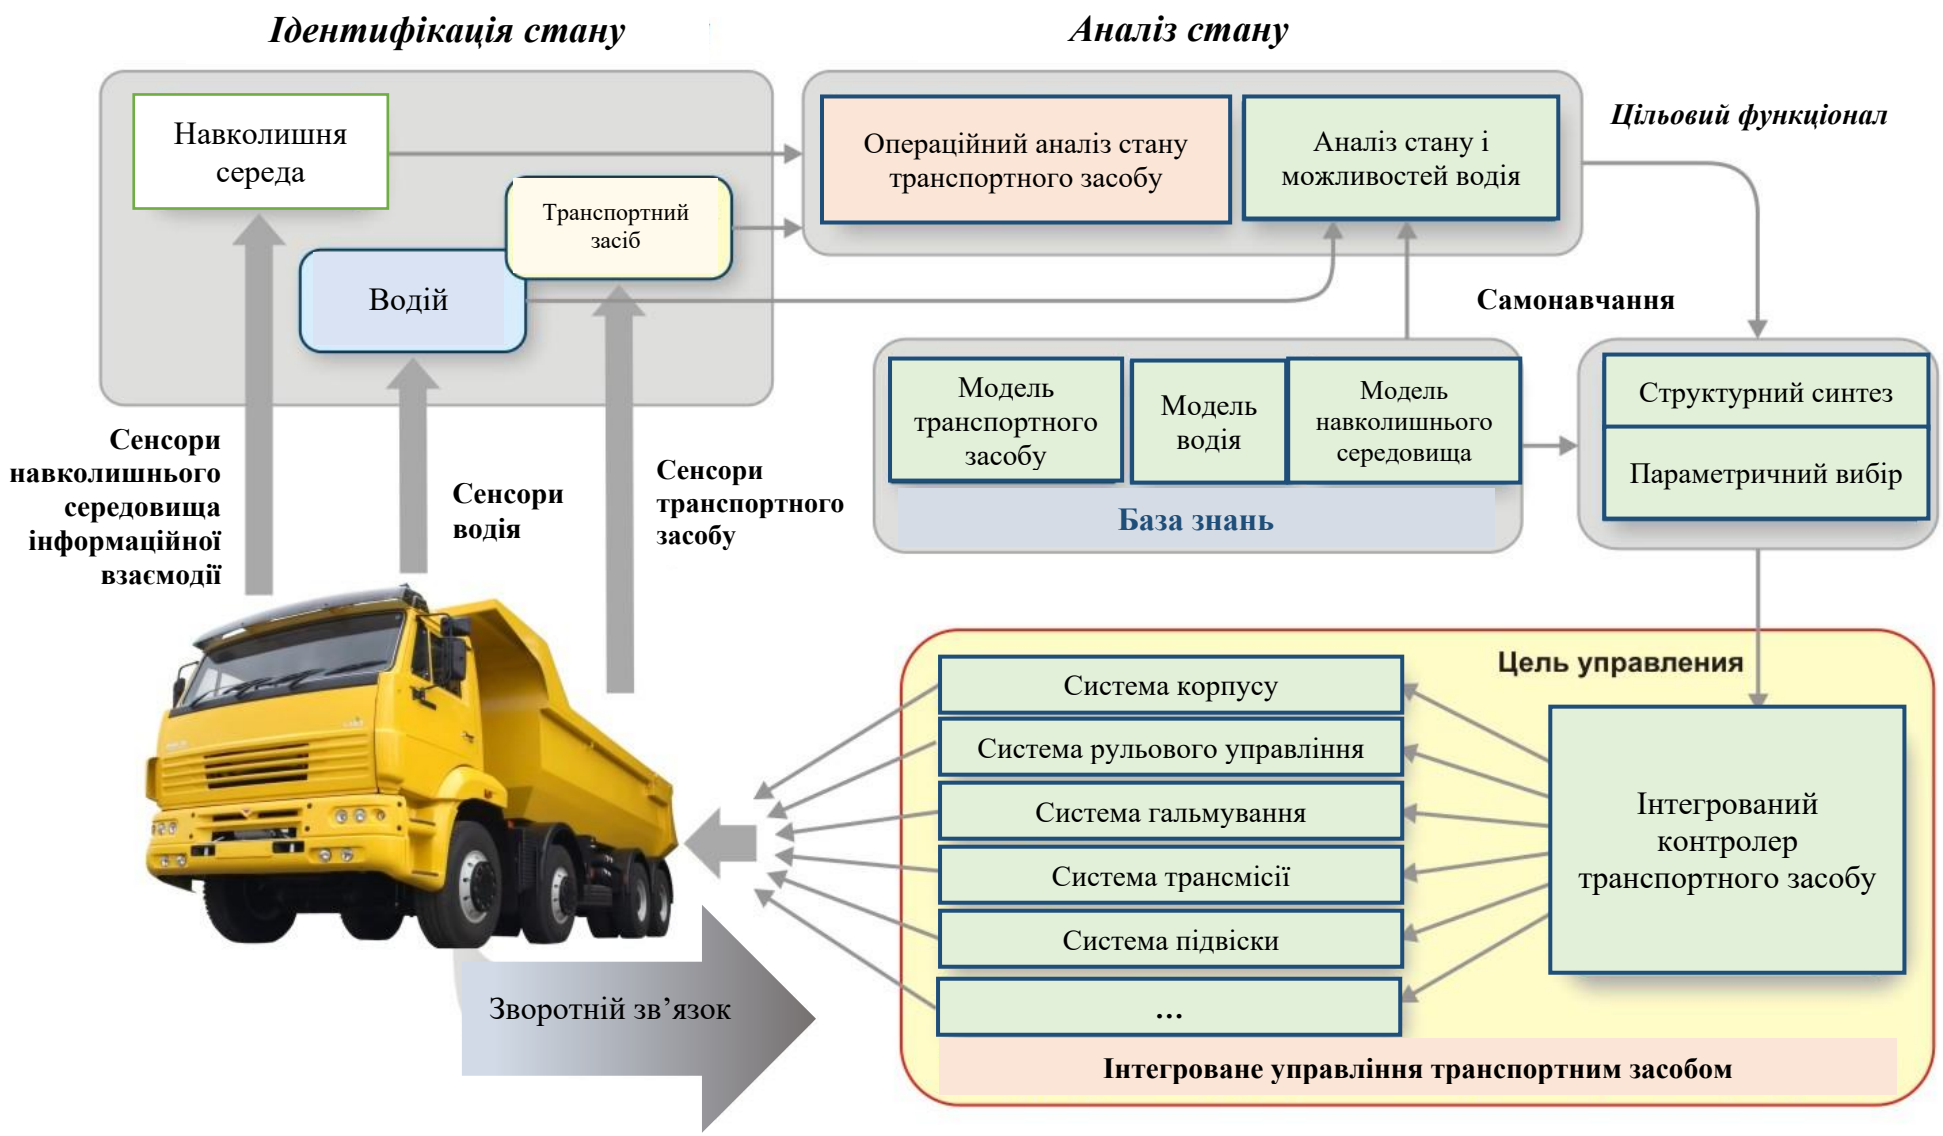 Ідентифікація стану
Аналіз стану
Навколишня
середа
Транспортний
засіб
Водій
Операційний аналіз стану
транспортного засобу
Аналіз стану і
можливостей водія
Цільовий функціонал
Самонавчання
Модель
транспортного
засобу
Модель
водія
Модель
навколишнього
середовища
База знань
Структурний синтез
Параметричний вибір
Сенсори
навколишнього
середовища
інформаційної
взаємодії
Сенсори
водія
Сенсори
транспортного
засобу
Цель управления
Система корпусу
Система рульового управління
Система гальмування
Система трансмісії
Система підвіски
...
Інтегрований
контролер
транспортного засобу
Зворотній зв’язок
Інтегроване управління транспортним засобом